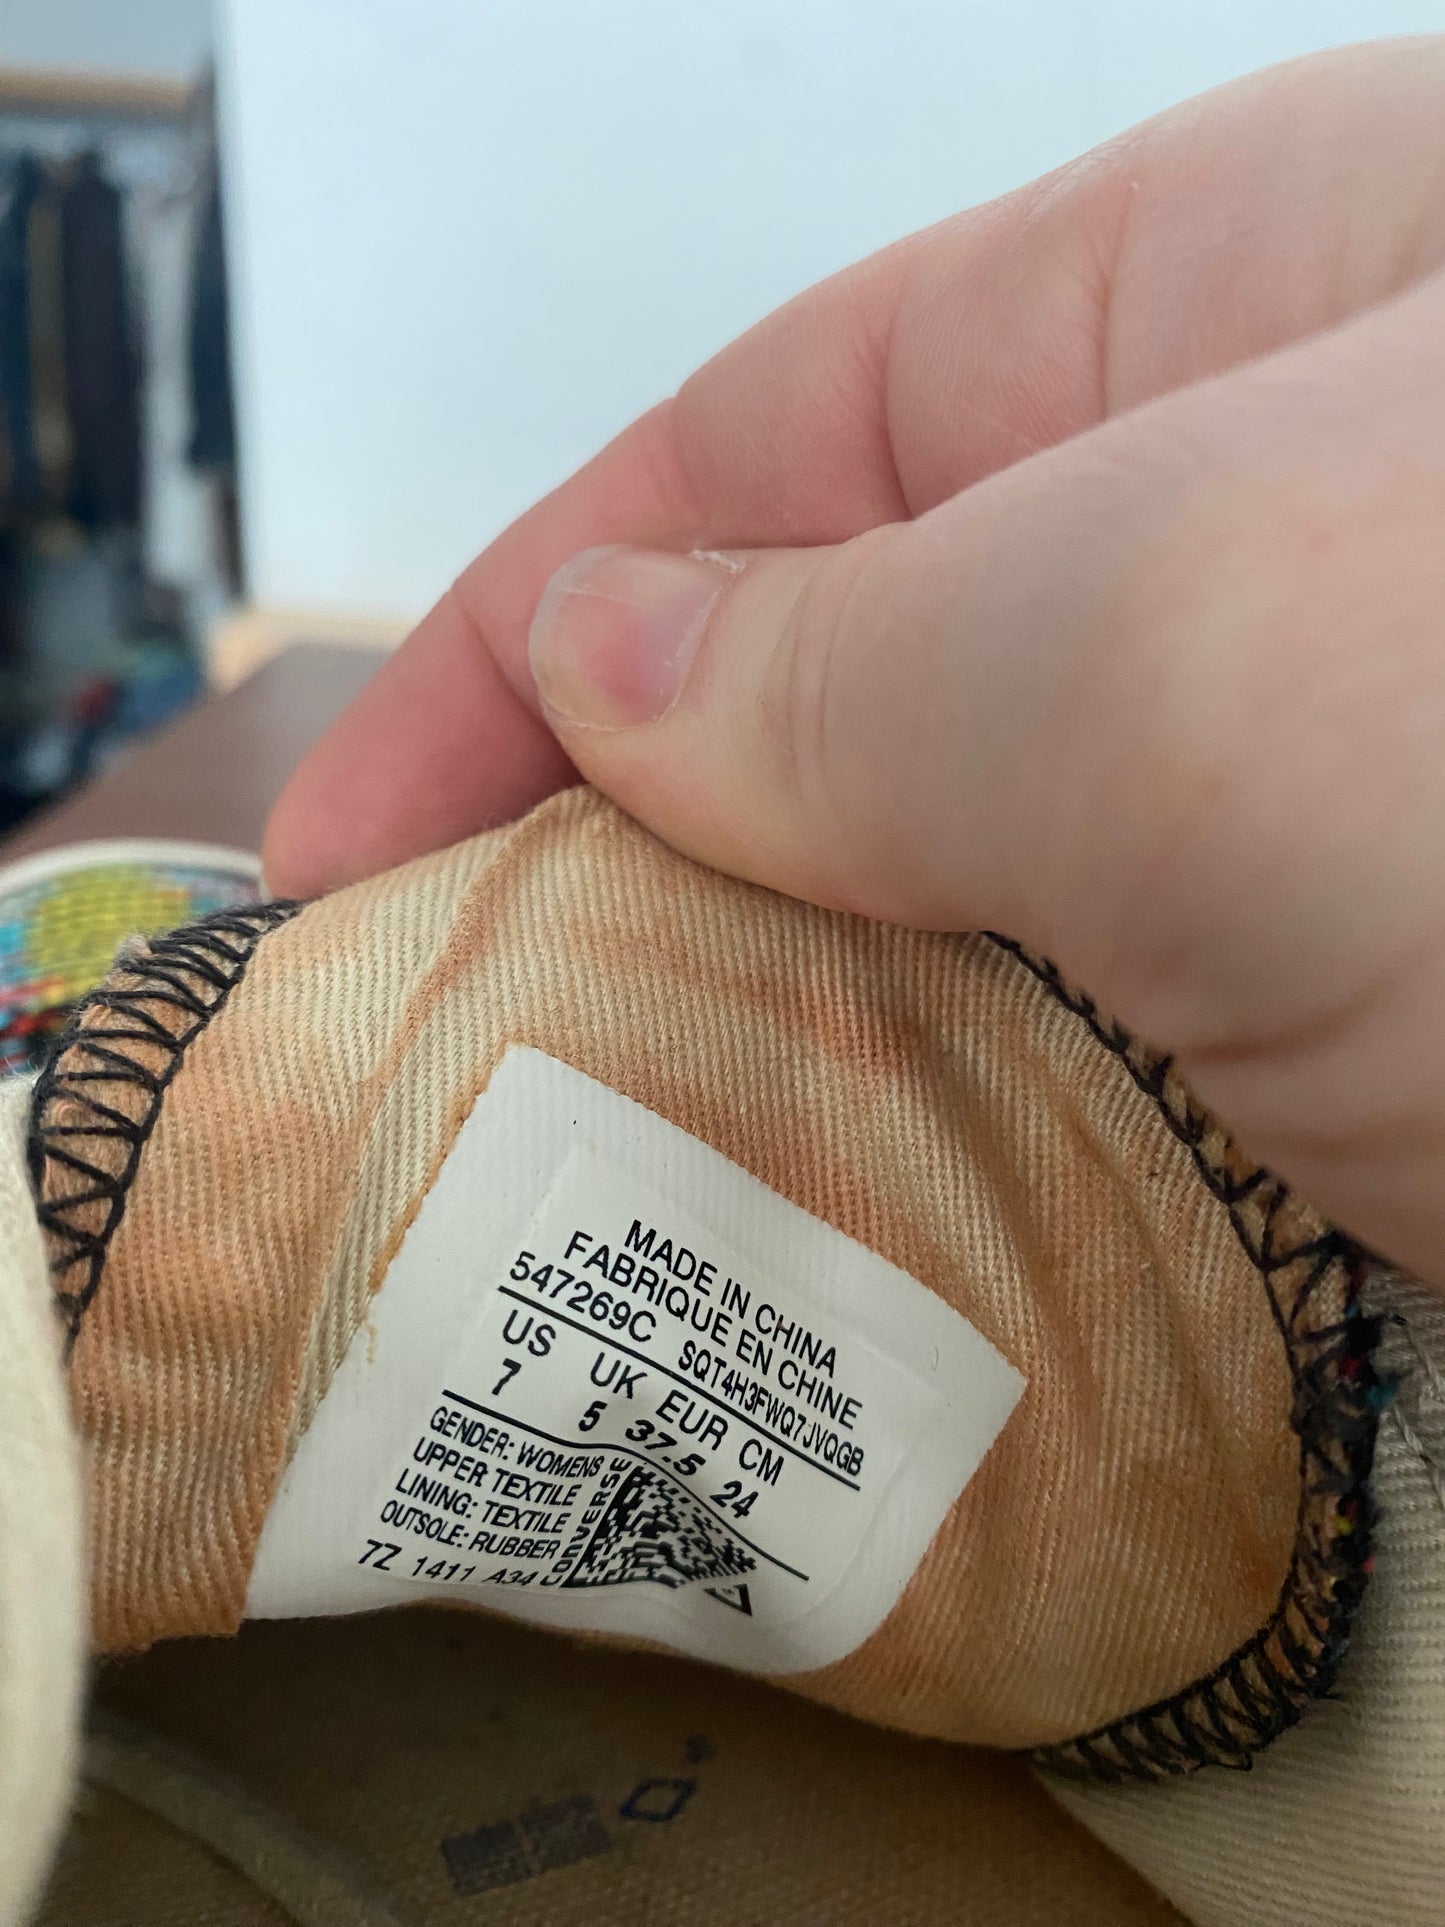 MADE IN CHINA
FABRIQUE EN CHINE
547269C SQT4H3FWQ7JVQGB
US UK EUR CM
7 5 37.5 24
GENDER: WOMENS
UPPER TEXTILE
LINING: TEXTILE
OUTSOLE: RUBBER
7Z 1411 A34
CONVERSE